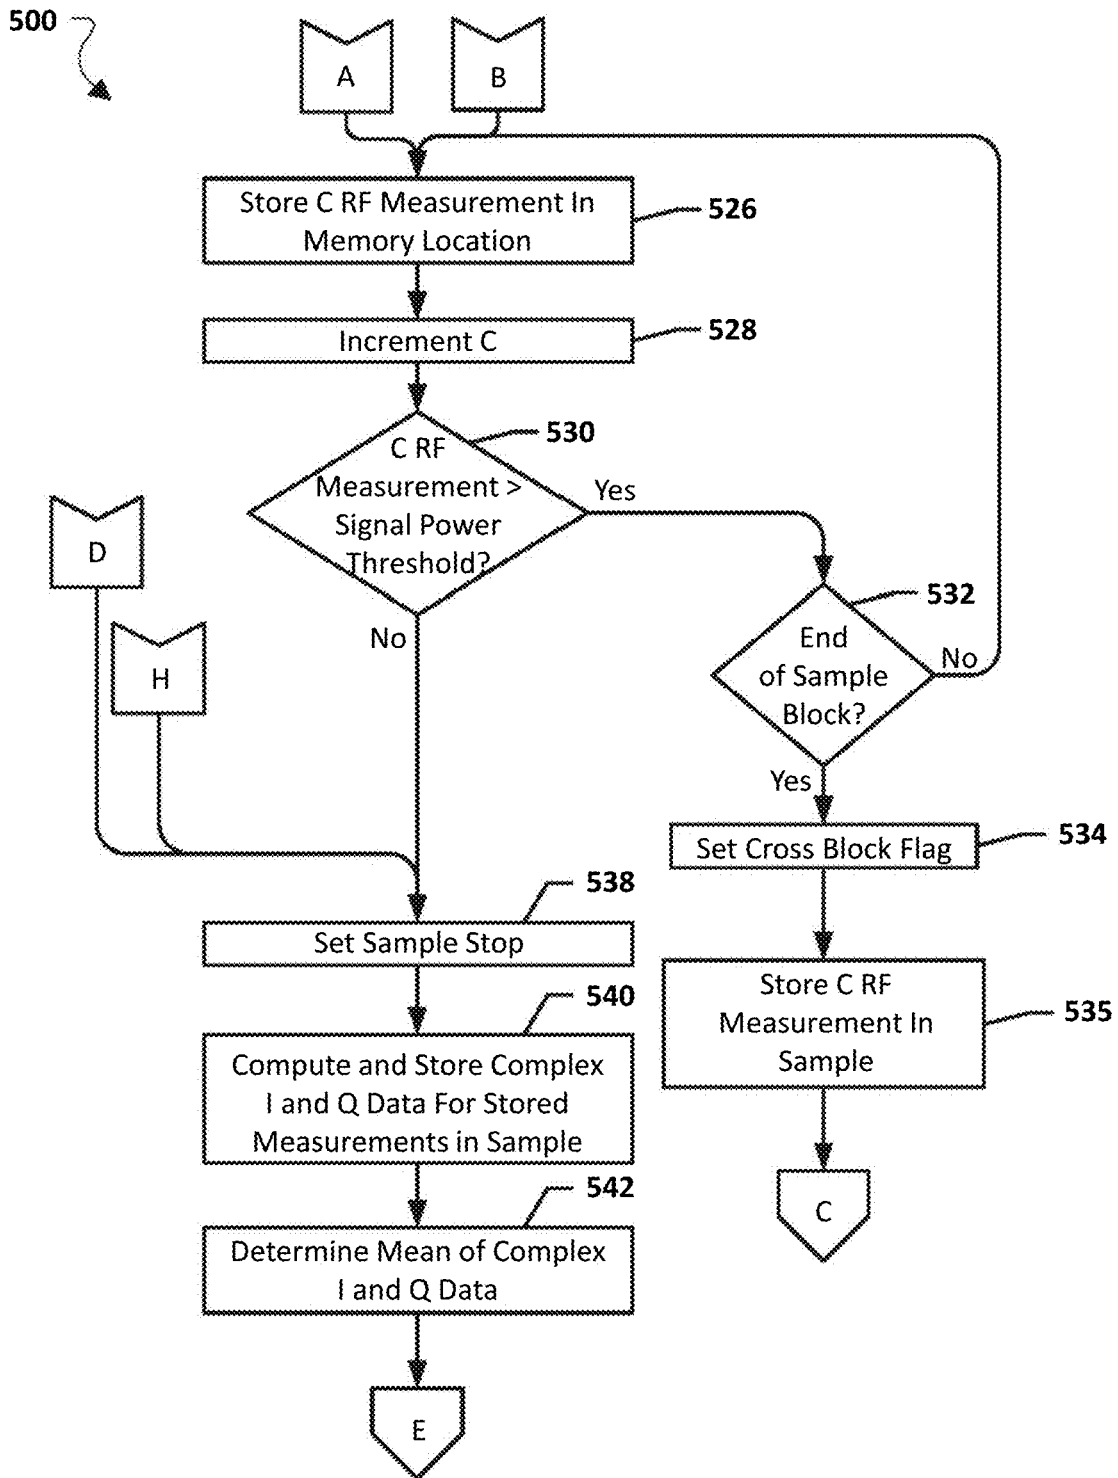 500
A
B
Store C RF Measurement In
Memory Location
526
Increment C
528
530
C RF
Measurement >
Signal Power
Threshold?
Yes
No
D
H
532
End
of Sample
Block?
No
Yes
Set Cross Block Flag
534
538
Set Sample Stop
Store C RF
Measurement In
Sample
535
540
Compute and Store Complex
I and Q Data For Stored
Measurements in Sample
542
Determine Mean of Complex
I and Q Data
C
E